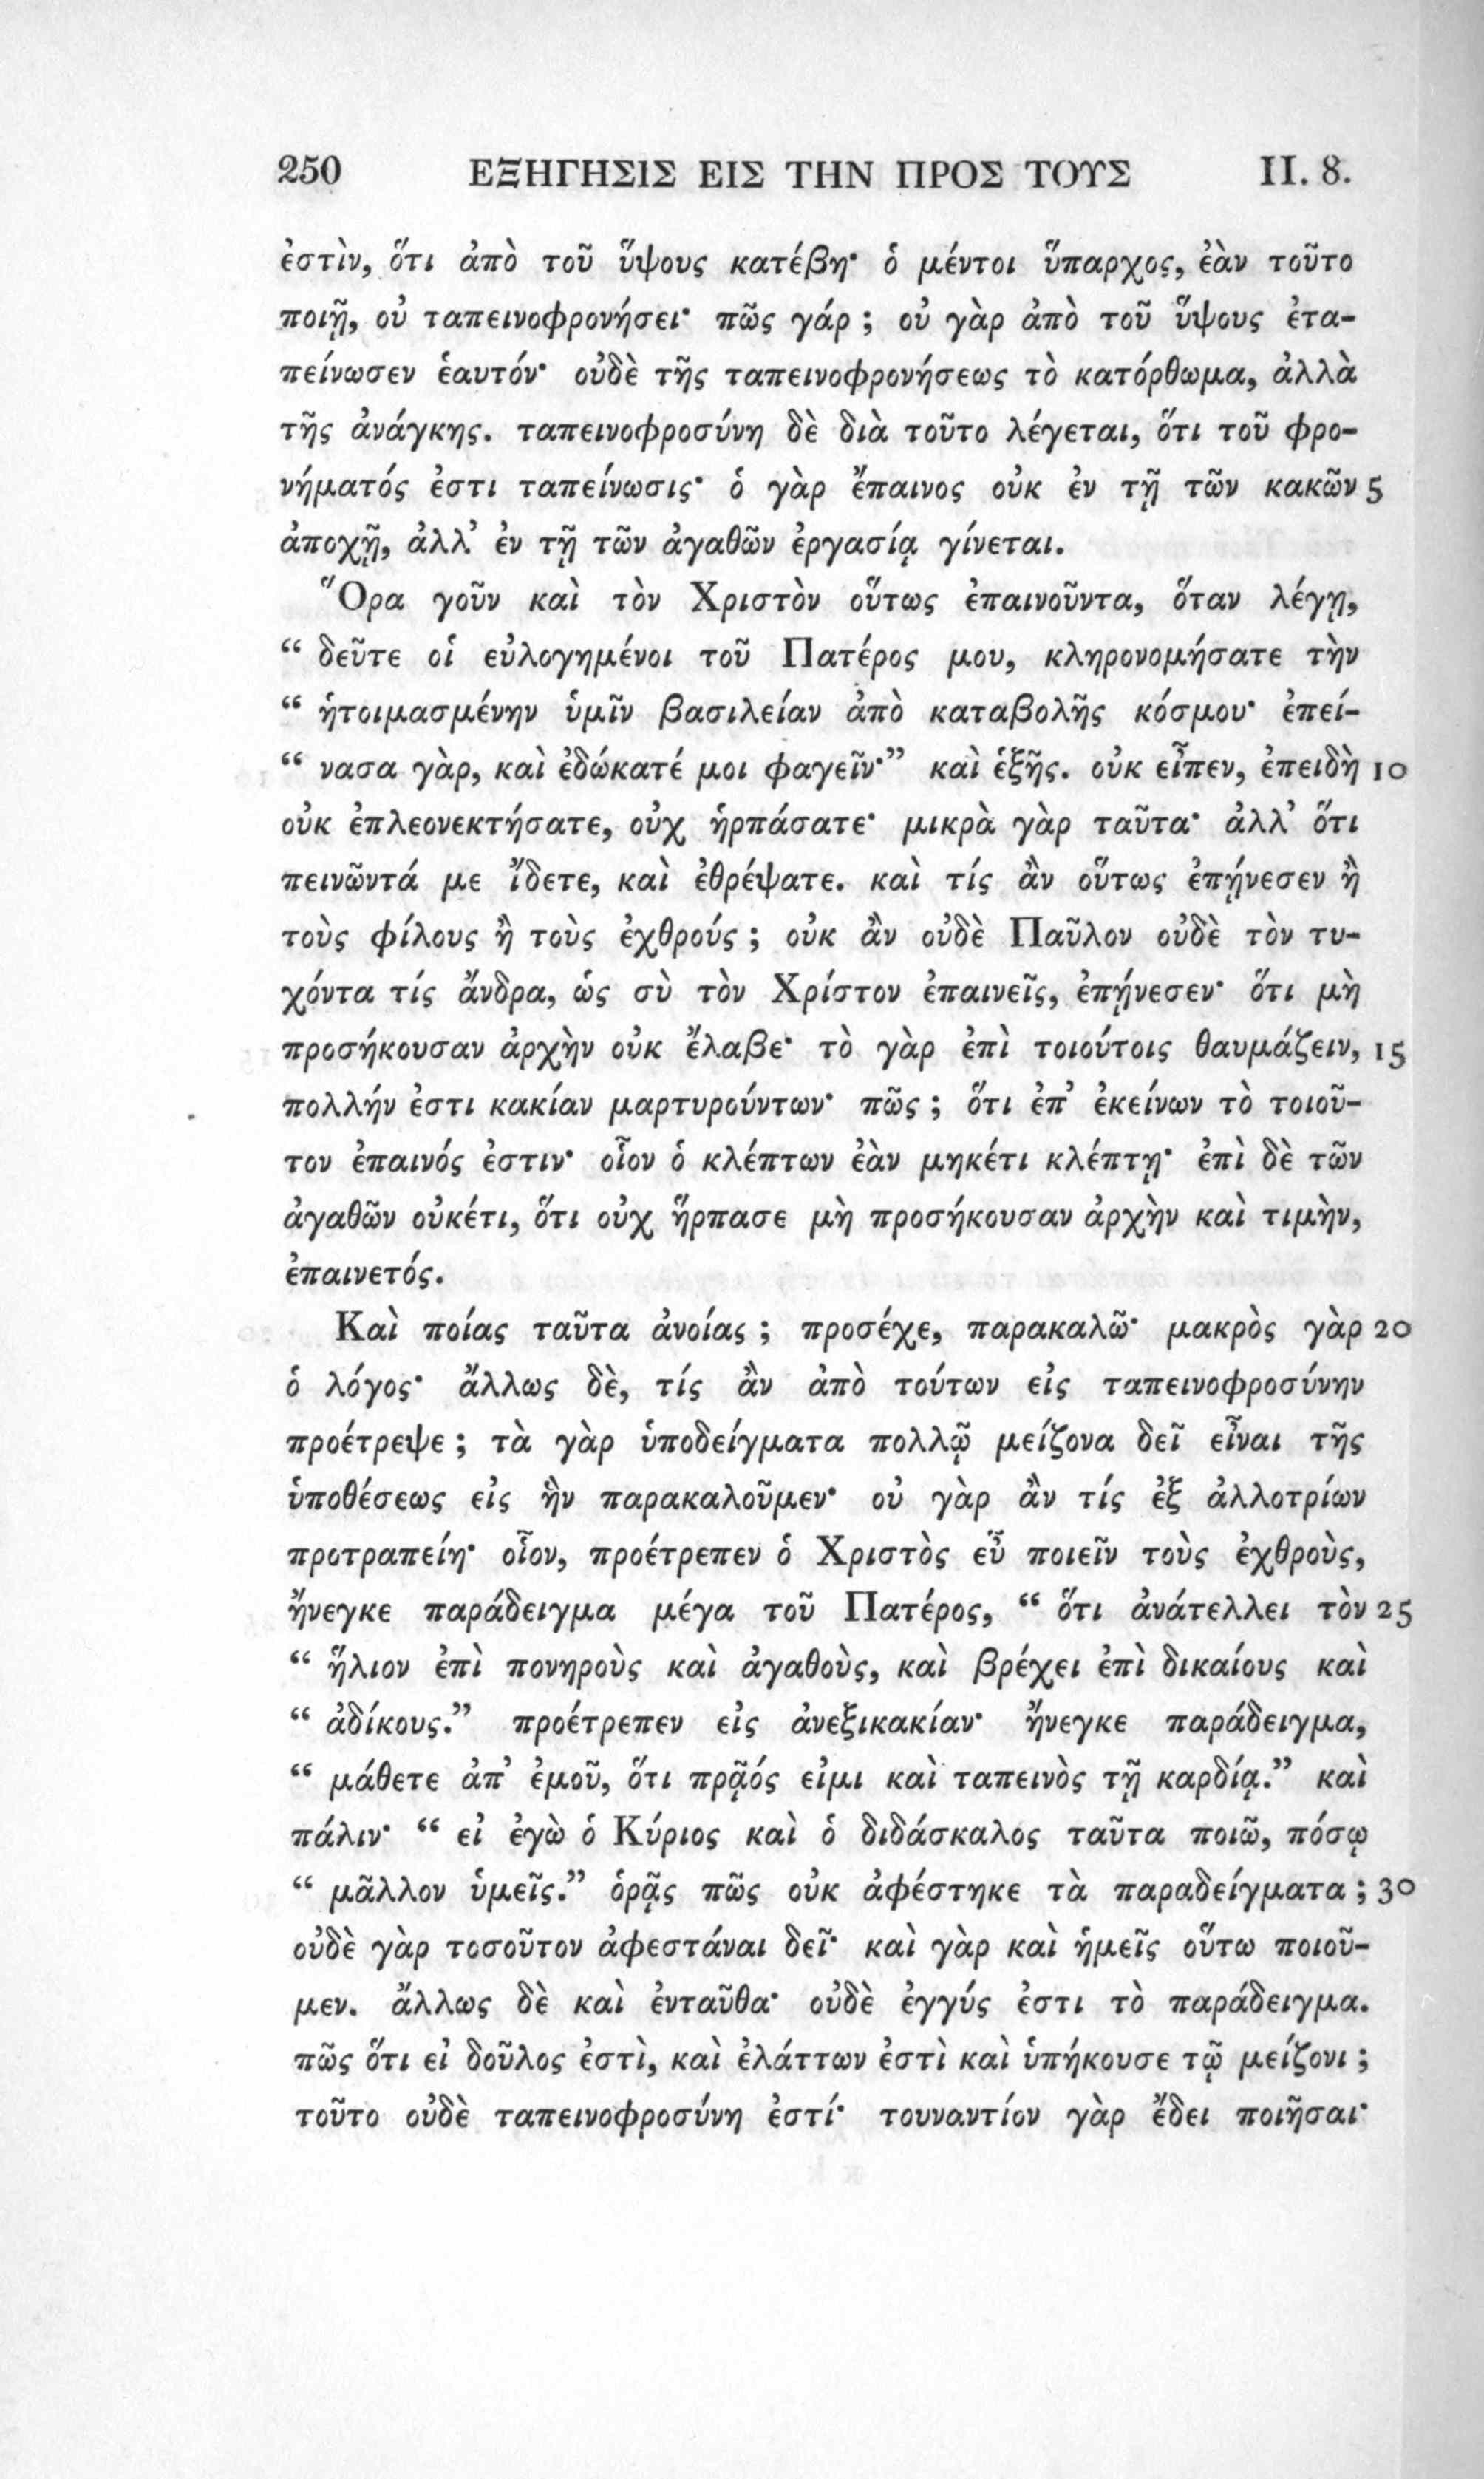 250 ΕΞΗΓΗΣΙΣ ΕΙΣ ΤΗΝ ΠΡΟΣ ΤΟΥΣ II. 8.
ἐστὶν, ὅτι ἀπὸ τοῦ ὕψους κατέβη· ὁ μέντοι ὕπαρχος, ἐὰν τοῦτο
ποιῇ, οὐ ταπεινοφρονήσει· πῶς γάρ ; οὐ γὰρ ἀπὸ τοῦ ὕψους ἐτα-
πείνωσεν ἑαυτόν· οὐδὲ τῆς ταπεινοφρονήσεως τὸ κατόρθωμα, ἀλλὰ
τῆς ἀνάγκης. ταπεινοφροσύνη δὲ διὰ τοῦτο λέγεται, ὅτι τοῦ φρο-
νήματός ἐστι ταπείνωσις· ὁ γὰρ ἔπαινος οὐκ ἐν τῇ τῶν κακῶν 5
ἀποχῇ, ἀλλ’ ἐν τῇ τῶν ἀγαθῶν ἐργασίᾳ γίνεται.
Ὅρα γοῦν καὶ τὸν Χριστὸν οὕτως ἐπαινοῦντα, ὅταν λέγῃ,
“ δεῦτε οἱ εὐλογημένοι τοῦ Πατέρος μου, κληρονομήσατε τὴν
“ ἡτοιμασμένην ὑμῖν βασιλείαν ἀπὸ καταβολῆς κόσμου· ἐπεί-
“ νασα γὰρ, καὶ ἐδώκατέ μοι φαγεῖν·” καὶ ἑξῆς. οὐκ εἶπεν, ἐπειδὴ 10
οὐκ ἐπλεονεκτήσατε, οὐχ ἡρπάσατε· μικρὰ γὰρ ταῦτα· ἀλλ’ ὅτι
πεινῶντά με ἴδετε, καὶ ἐθρέψατε. καὶ τίς ἂν οὕτως ἐπῄνεσεν ἢ
τοὺς φίλους ἢ τοὺς ἐχθρούς ; οὐκ ἂν οὐδὲ Παῦλον οὐδὲ τὸν τυ-
χόντα τίς ἄνδρα, ὡς σὺ τὸν Χρίστον ἐπαινεῖς, ἐπῄνεσεν· ὅτι μὴ
προσήκουσαν ἀρχὴν οὐκ ἔλαβε· τὸ γὰρ ἐπὶ τοιούτοις θαυμάζειν, 15
πολλήν ἐστι κακίαν μαρτυρούντων· πῶς ; ὅτι ἐπ’ ἐκείνων τὸ τοιοῦ-
τον ἐπαινός ἐστιν· οἷον ὁ κλέπτων ἐὰν μηκέτι κλέπτῃ· ἐπὶ δὲ τῶν
ἀγαθῶν οὐκέτι, ὅτι οὐχ ἥρπασε μὴ προσήκουσαν ἀρχὴν καὶ τιμὴν,
ἐπαινετός.
Καὶ ποίας ταῦτα ἀνοίας ; προσέχε, παρακαλῶ· μακρὸς γὰρ 20
ὁ λόγος· ἄλλως δὲ, τίς ἂν ἀπὸ τούτων εἰς ταπεινοφροσύνην
προέτρεψε ; τὰ γὰρ ὑποδείγματα πολλῷ μείζονα δεῖ εἶναι τῆς
ὑποθέσεως εἰς ἣν παρακαλοῦμεν· οὐ γὰρ ἂν τίς ἐξ ἀλλοτρίων
προτραπείη· οἷον, προέτρεπεν ὁ Χριστὸς εὖ ποιεῖν τοὺς ἐχθροὺς,
ἤνεγκε παράδειγμα μέγα τοῦ Πατέρος, “ ὅτι ἀνάτελλει τὸν 25
“ ἥλιον ἐπὶ πονηροὺς καὶ ἀγαθοὺς, καὶ βρέχει ἐπὶ δικαίους καὶ
“ ἀδίκους.” προέτρεπεν εἰς ἀνεξικακίαν· ἤνεγκε παράδειγμα,
“ μάθετε ἀπ’ ἐμοῦ, ὅτι πρᾷός εἰμι καὶ ταπεινὸς τῇ καρδίᾳ.” καὶ
πάλιν· “ εἰ ἐγὼ ὁ Κύριος καὶ ὁ διδάσκαλος ταῦτα ποιῶ, πόσῳ
“ μᾶλλον ὑμεῖς.” ὁρᾷς πῶς οὐκ ἀφέστηκε τὰ παραδείγματα ; 30
οὐδὲ γὰρ τοσοῦτον ἀφεστάναι δεῖ· καὶ γὰρ καὶ ἡμεῖς οὕτω ποιοῦ-
μεν. ἄλλως δὲ καὶ ἐνταῦθα· οὐδὲ ἐγγύς ἐστι τὸ παράδειγμα.
πῶς ὅτι εἰ δοῦλος ἐστὶ, καὶ ἐλάττων ἐστὶ καὶ ὑπήκουσε τῷ μείζονι ;
τοῦτο οὐδὲ ταπεινοφροσύνη ἐστί· τουναντίον γὰρ ἔδει ποιῆσαι·